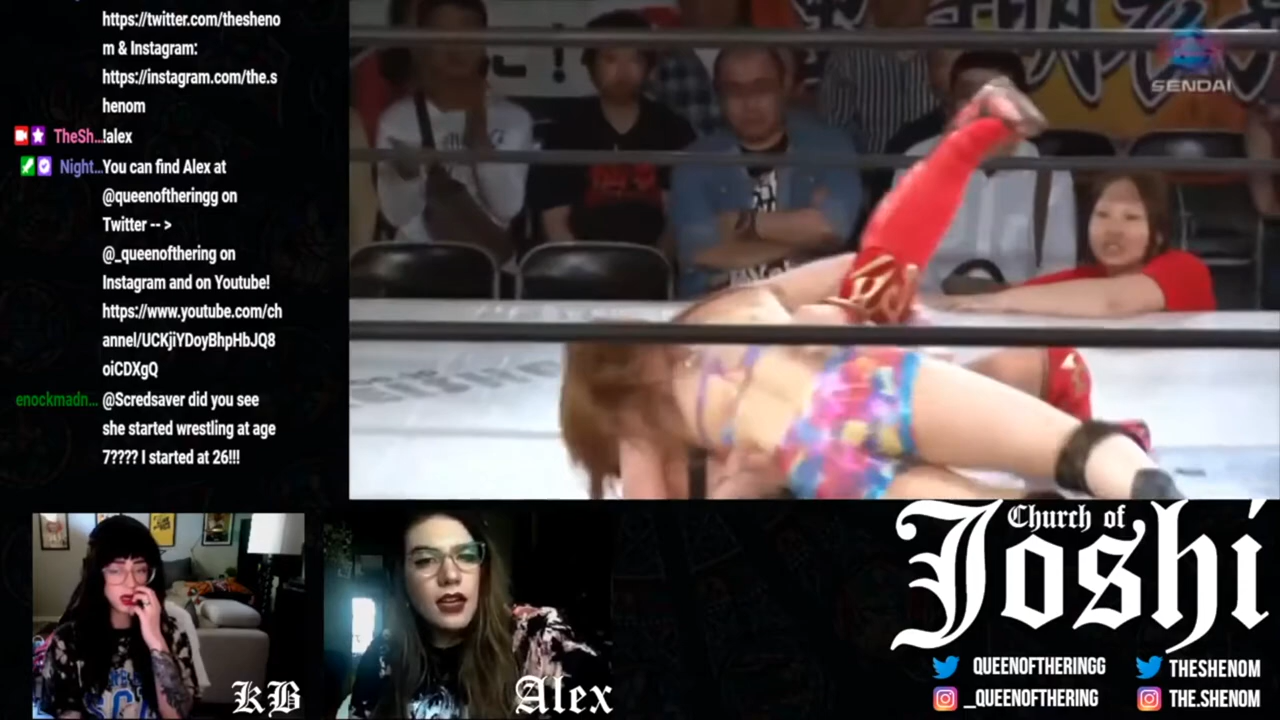 https://twitter.com/thesheno
m & Instagram:
https://instagram.com/the.s
henom
TheSh... !alex
Night... You can find Alex at
@queenoftheringg on
Twitter -- >
@_queenofthering on
Instagram and on Youtube!
https://www.youtube.com/ch
annel/UCKjiYDoyBhpHbJQ8
oiCDXgQ
enockmadn... @Scredsaver did you see
she started wrestling at age
7???? I started at 26!!!
SENDAI
kB
Alex
Church of
Joshi
QUEENOFTHERINGG
THESHENOM
_QUEENOFTHERING
THE.SHENOM